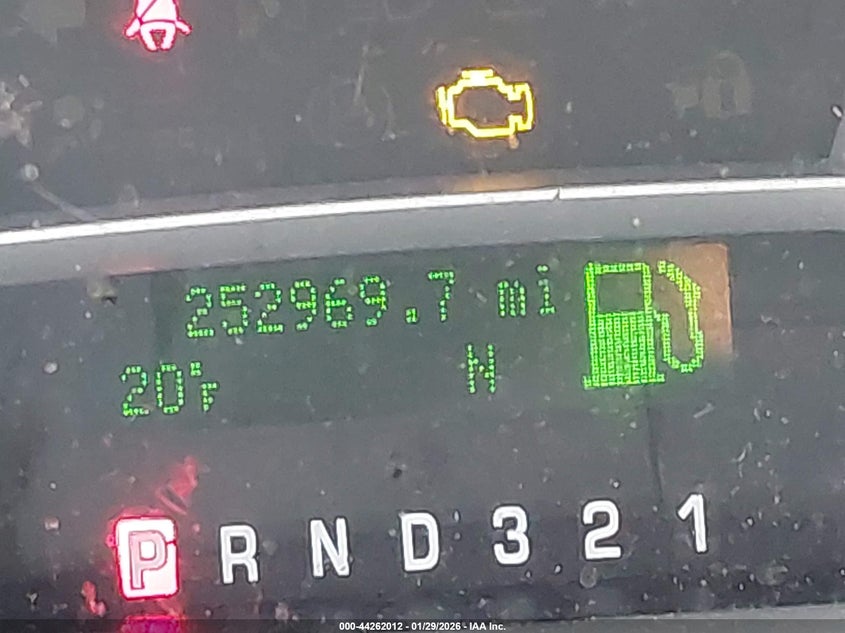 252969.7 mi
20°F N
P R N D 3 2 1
000-44262012 - 01/29/2026 - IAA Inc.